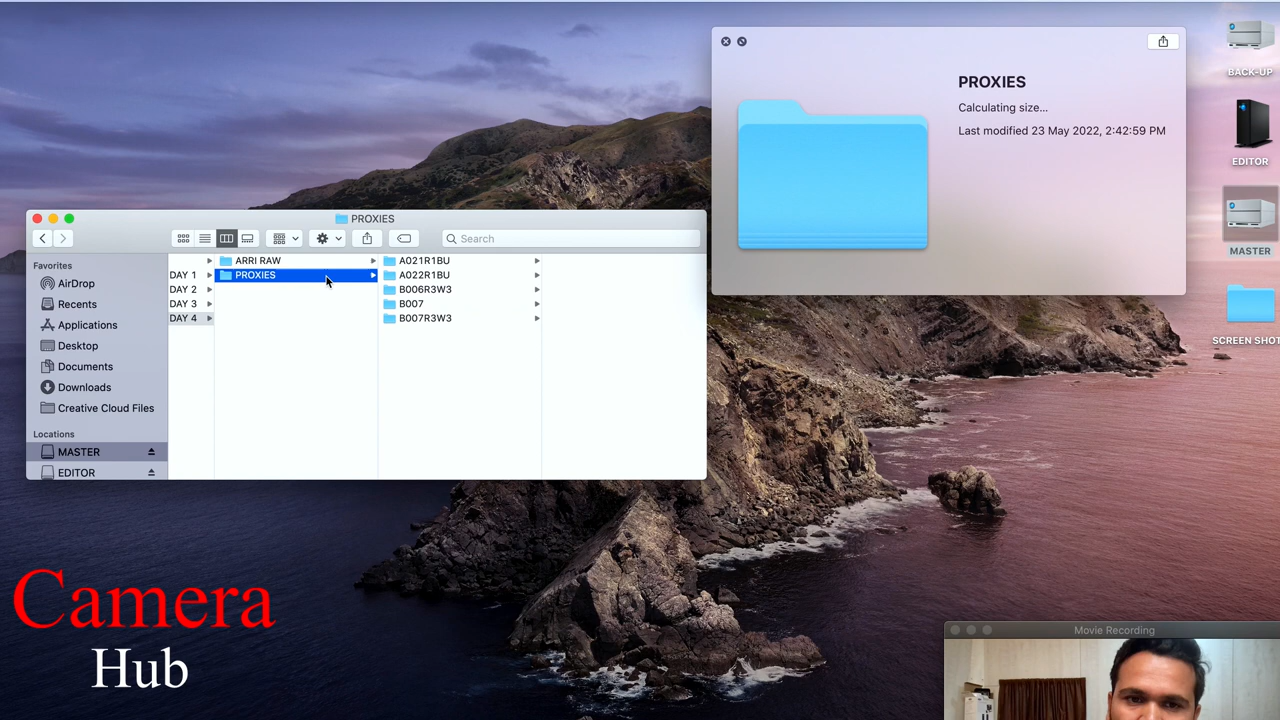 PROXIES
Calculating size...
Last modified 23 May 2022, 2:42:59 PM
BACK-UP
EDITOR
MASTER
SCREEN SHOT
PROXIES
Search
Favorites
AirDrop
Recents
Applications
Desktop
Documents
Downloads
Creative Cloud Files
Locations
MASTER
EDITOR
DAY 1
DAY 2
DAY 3
DAY 4
ARRI RAW
PROXIES
A021R1BU
A022R1BU
B006R3W3
B007
B007R3W3
Camera
Hub
Movie Recording